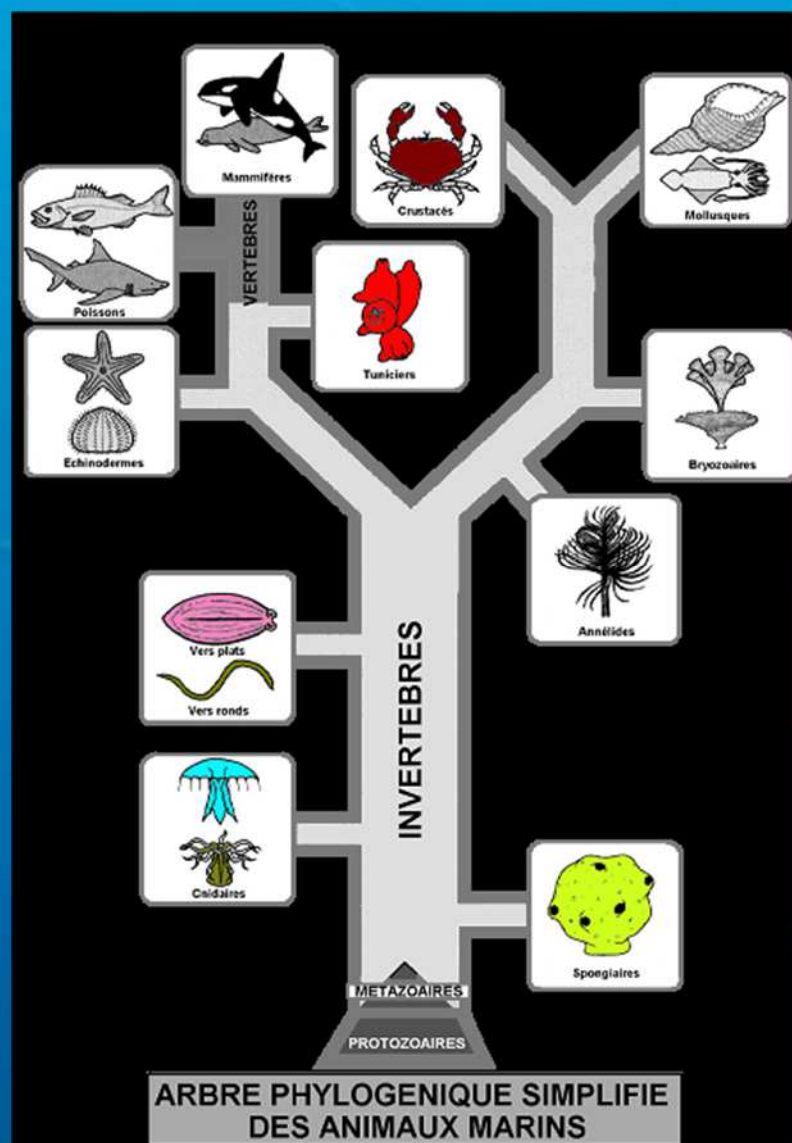 Mammifères
Crustacés
Mollusques
Poissons
VERTEBRES
Tuniciers
Echinodermes
Bryozoaires
Annélides
INVERTEBRES
Vers plats
Vers ronds
Cnidaires
Spongiaires
METAZOAIRES
PROTOZOAIRES
ARBRE PHYLOGENIQUE SIMPLIFIE
DES ANIMAUX MARINS